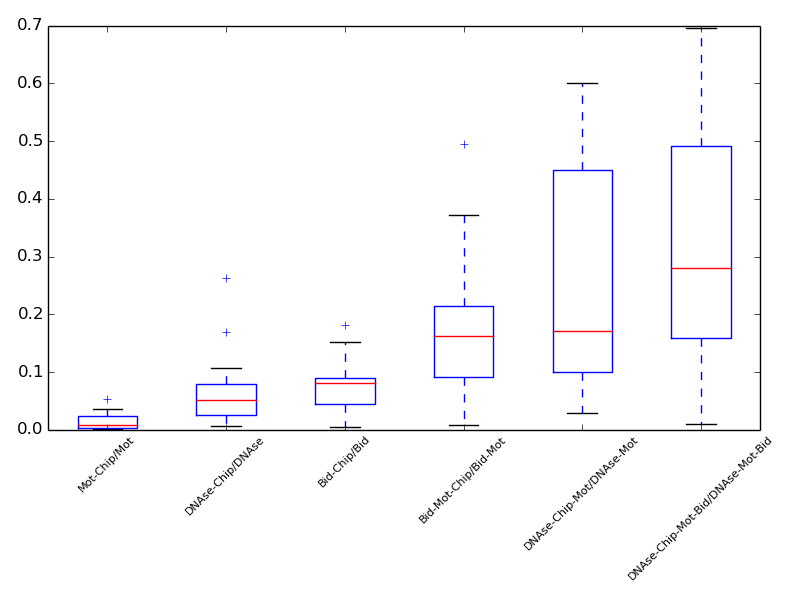 0.7
0.6
0.5
0.4
0.3
0.2
0.1
0.0
Mot-Chip/Mot
DNAse-Chip/DNAse
Bid-Chip/Bid
Bid-Mot-Chip/Bid-Mot
DNAse-Chip-Mot/DNAse-Mot
DNAse-Chip-Mot-Bid/DNAse-Mot-Bid